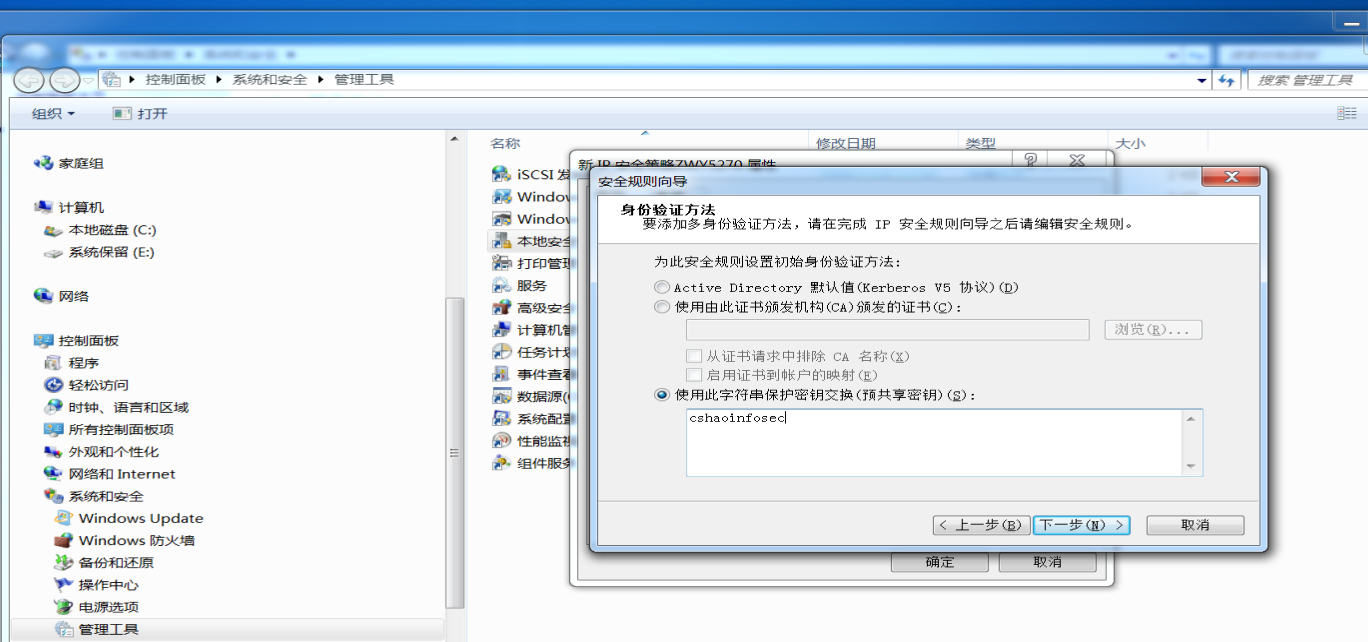 控制面板 系统和安全 管理工具
搜索 管理工具
组织 打开
名称 修改日期 类型 大小
家庭组
计算机
本地磁盘 (C:)
系统保留 (E:)
网络
控制面板
程序
轻松访问
时钟、语言和区域
所有控制面板项
外观和个性化
网络和 Internet
系统和安全
Windows Update
Windows 防火墙
备份和还原
操作中心
电源选项
管理工具
iSCSI 发
Window
Window
本地安全
打印管理
服务
高级安全
计算机管
任务计划
事件查看
数据源(
系统配置
性能监视
组件服务
新 IP 安全策略ZWY5270 属性
安全规则向导
身份验证方法
要添加多身份验证方法，请在完成 IP 安全规则向导之后请编辑安全规则。
为此安全规则设置初始身份验证方法:
Active Directory 默认值(Kerberos V5 协议)(D)
使用由此证书颁发机构(CA)颁发的证书(C):
浏览(R)...
从证书请求中排除 CA 名称(X)
启用证书到帐户的映射(E)
使用此字符串保护密钥交换(预共享密钥)(S):
cshaoinfosec
< 上一步(B) 下一步(N) > 取消
确定 取消